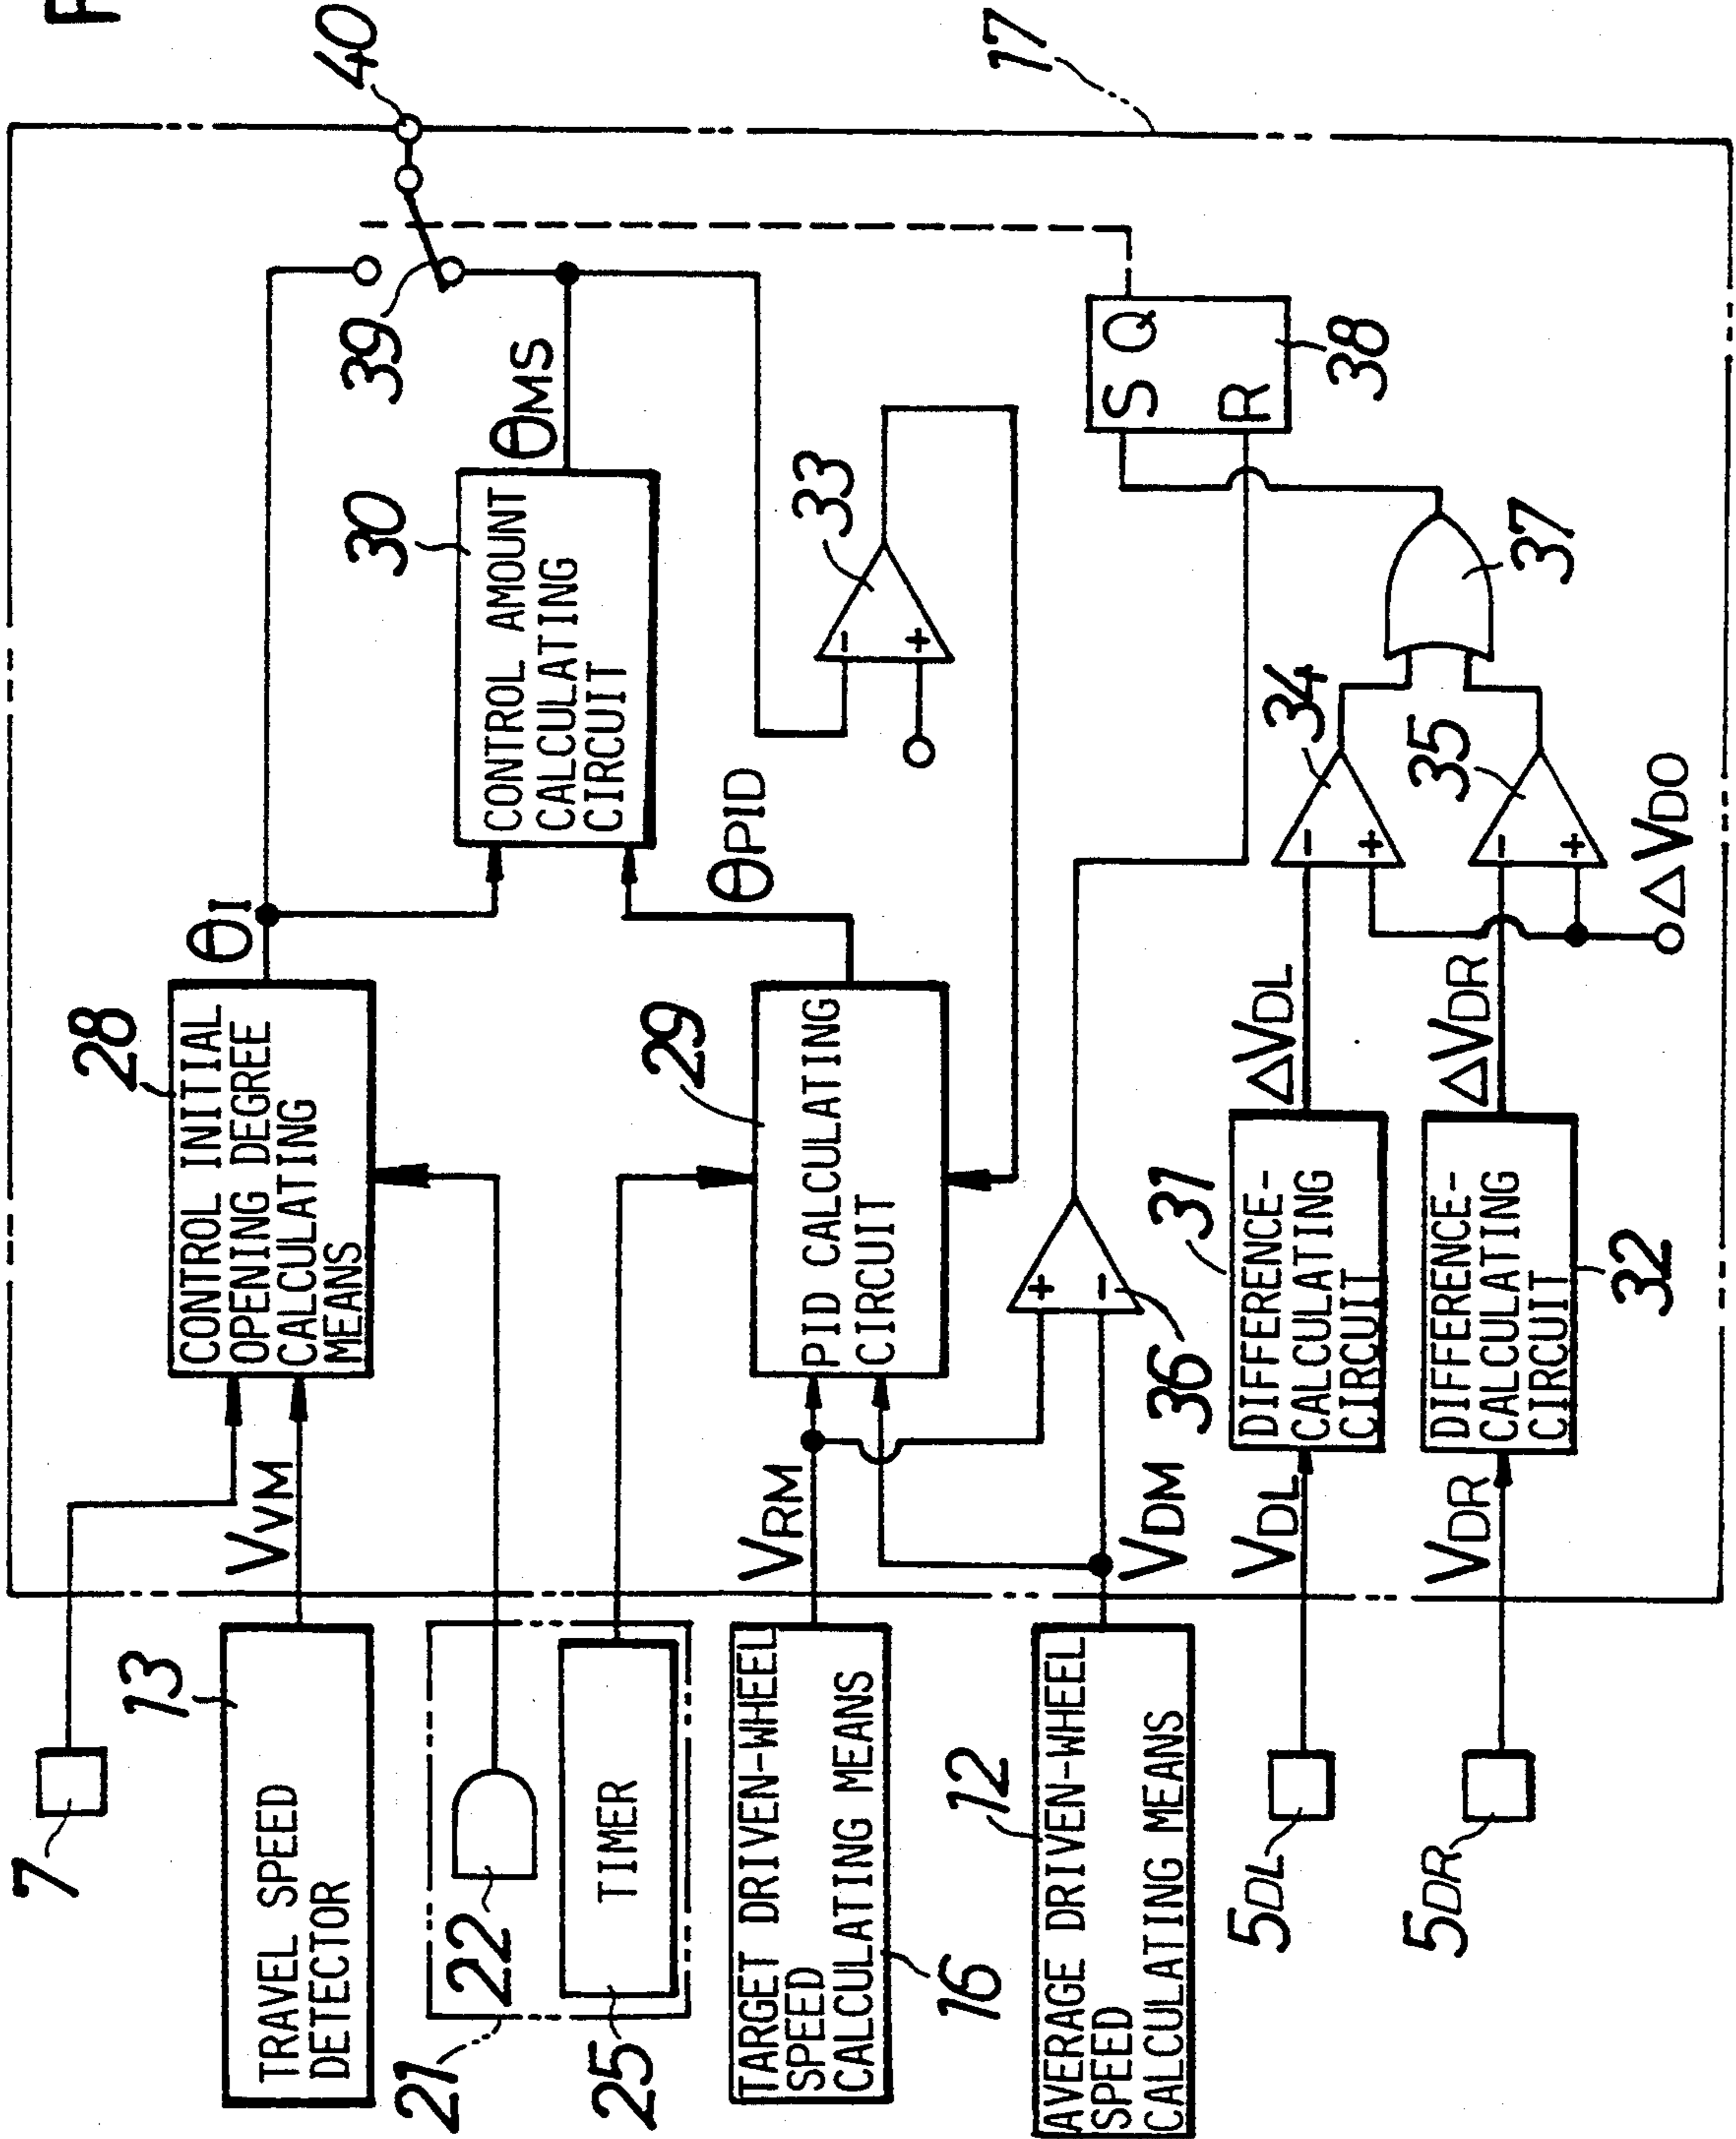 40
17
39
28
CONTROL INITIAL
OPENING DEGREE
CALCULATING
MEANS
θI
30
CONTROL AMOUNT
CALCULATING
CIRCUIT
θMS
33
-
+
θPID
29
PID CALCULATING
CIRCUIT
36
+
-
S Q
R
38
37
34
-
+
35
-
+
ΔVDO
31
DIFFERENCE-
CALCULATING
CIRCUIT
ΔVDL
32
DIFFERENCE-
CALCULATING
CIRCUIT
ΔVDR
7
13
TRAVEL SPEED
DETECTOR
VVM
21
22
25
TIMER
16
TARGET DRIVEN-WHEEL
SPEED
CALCULATING MEANS
VRM
12
AVERAGE DRIVEN-WHEEL
SPEED
CALCULATING MEANS
VDM
5DL
VDL
5DR
VDR